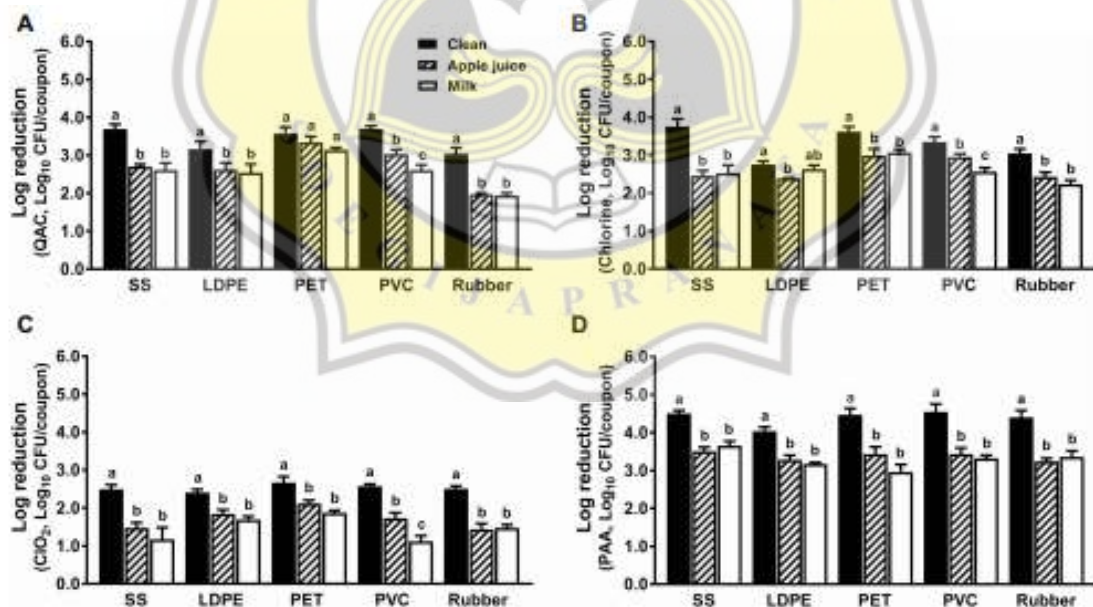 A
6.0
5.0
4.0
3.0
2.0
1.0
0.0
Log reduction
(QAC, Log10 CFU/coupon)
Clean
Apple juice
Milk
a b b
a b b
a a a
a b c
a b b
SS LDPE PET PVC Rubber
B
6.0
5.0
4.0
3.0
2.0
1.0
0.0
Log reduction
(Chlorine, Log10 CFU/coupon)
a b b
a b ab
a b b
a b c
a b b
SS LDPE PET PVC Rubber
IJAPRA
C
6.0
5.0
4.0
3.0
2.0
1.0
0.0
Log reduction
(ClO2, Log10 CFU/coupon)
a b b
a b b
a b b
a b c
a b b
SS LDPE PET PVC Rubber
D
6.0
5.0
4.0
3.0
2.0
1.0
0.0
Log reduction
(PAA, Log10 CFU/coupon)
a b b
a b b
a b b
a b b
a b b
SS LDPE PET PVC Rubber